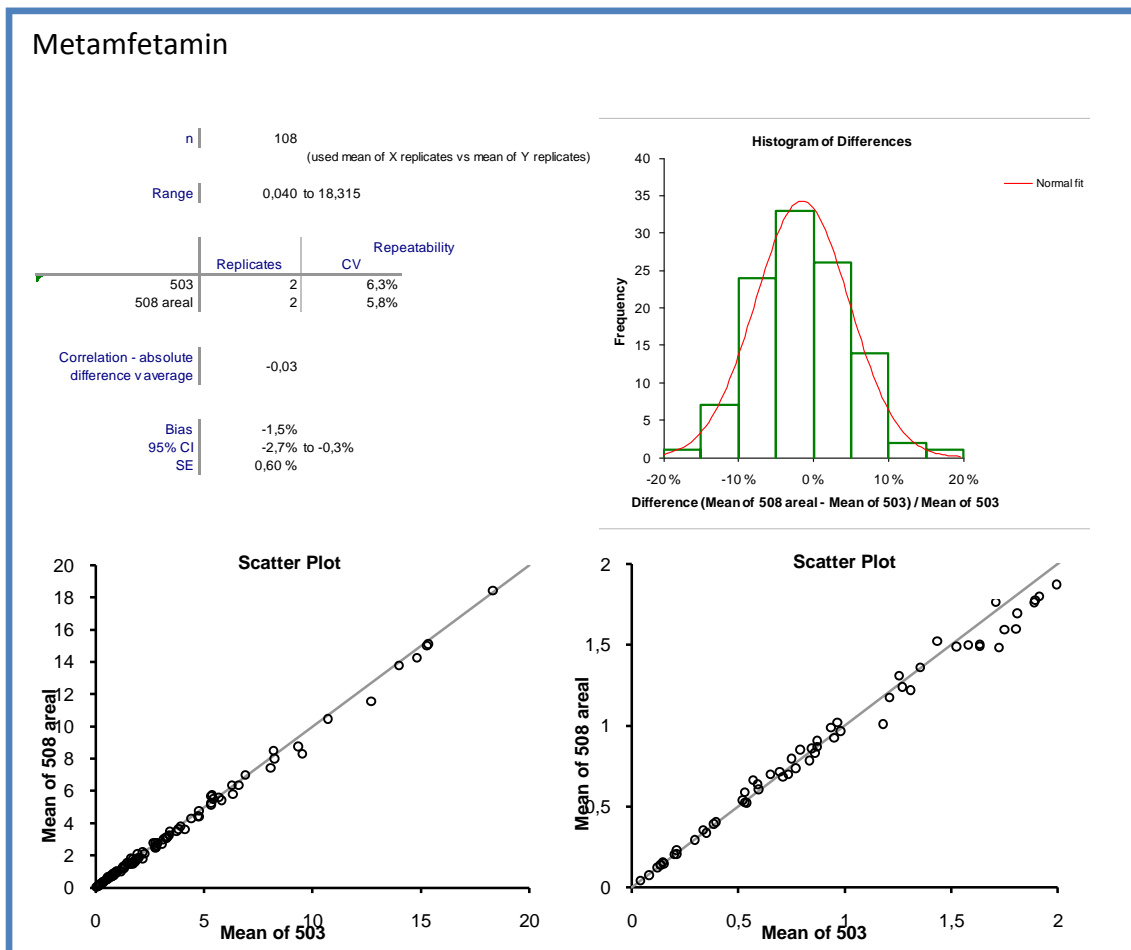 Metamfetamin
n 108
(used mean of X replicates vs mean of Y replicates)
Range 0,040 to 18,315
Repeatability
Replicates CV
503 2 6,3%
508 areal 2 5,8%
Correlation - absolute
difference v average
-0,03
Bias -1,5%
95% CI -2,7% to -0,3%
SE 0,60 %
Histogram of Differences
Normal fit
Frequency
40
35
30
25
20
15
10
5
0
-20 % -10 % 0 % 10 % 20 %
Difference (Mean of 508 areal - Mean of 503) / Mean of 503
Scatter Plot
Mean of 508 areal
20
18
16
14
12
10
8
6
4
2
0
0 5 10 15 20
Mean of 503
Scatter Plot
Mean of 508 areal
2
1,5
1
0,5
0
0 0,5 1 1,5 2
Mean of 503